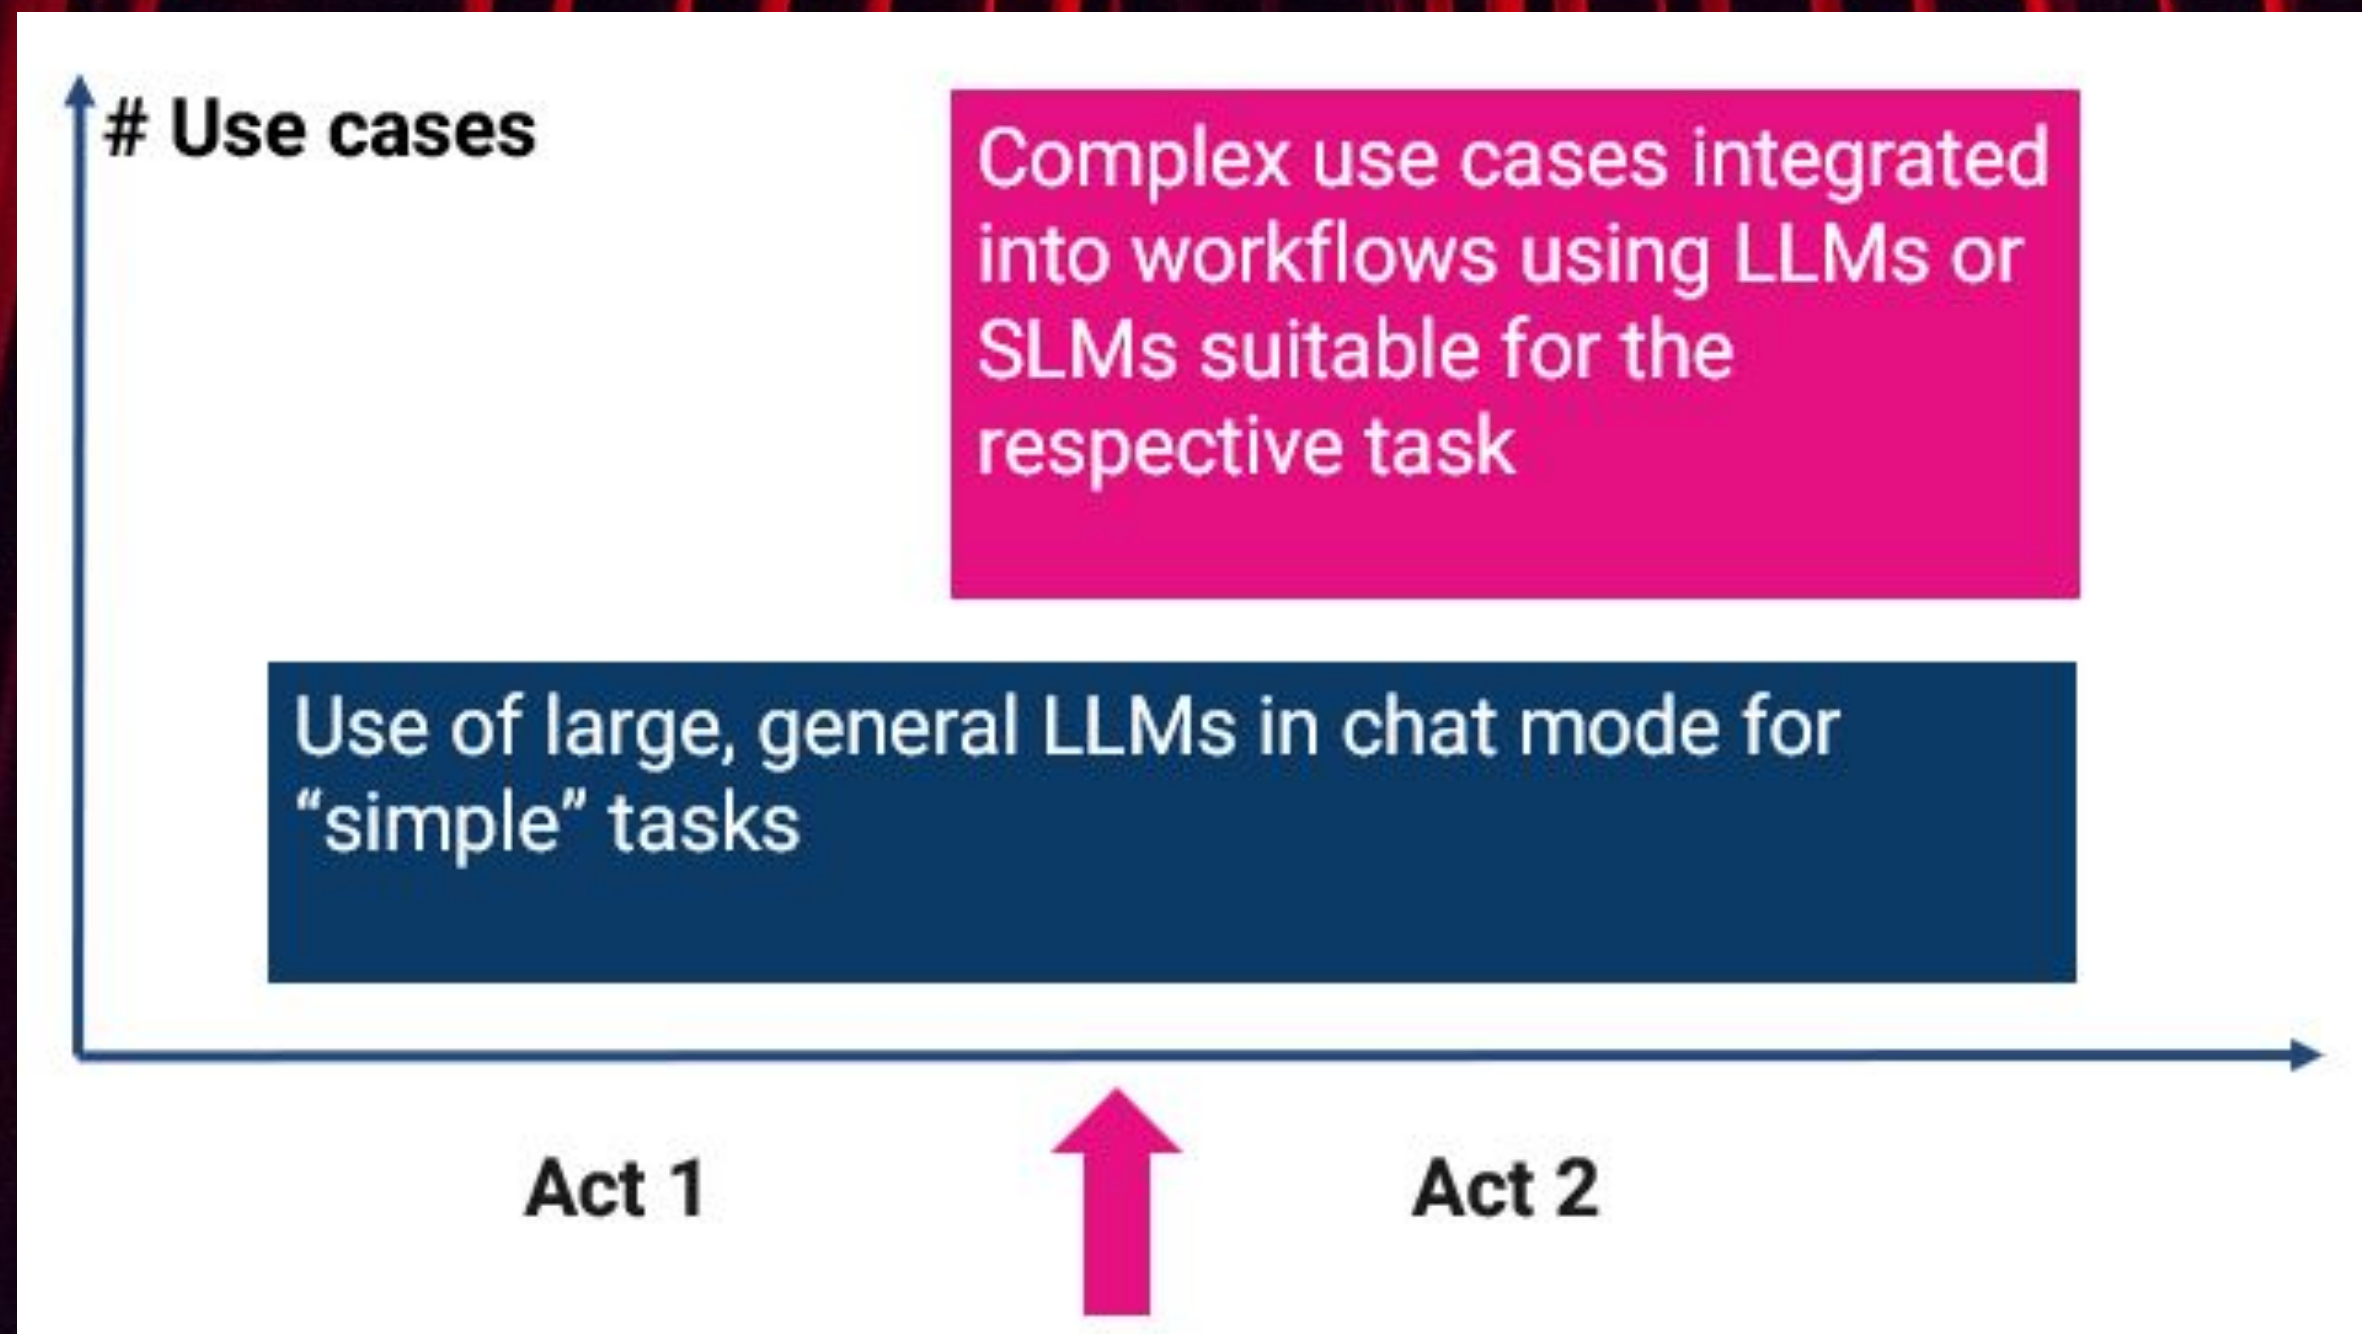 # Use cases
Complex use cases integrated
into workflows using LLMs or
SLMs suitable for the
respective task
Use of large, general LLMs in chat mode for
“simple” tasks
Act 1
Act 2